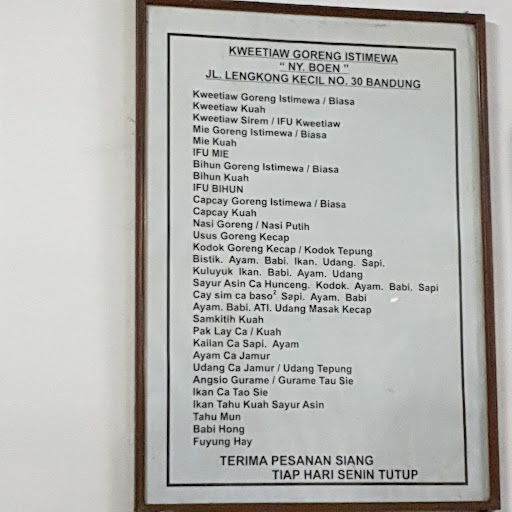 KWEETIAW GORENG ISTIMEWA
" NY. BOEN "
JL. LENGKONG KECIL NO. 30 BANDUNG
Kweetiaw Goreng Istimewa / Biasa
Kweetiaw Kuah
Kweetiaw Sirem / IFU Kweetiaw
Mie Goreng Istimewa / Biasa
Mie Kuah
IFU MIE
Bihun Goreng Istimewa / Biasa
Bihun Kuah
IFU BIHUN
Capcay Goreng Istimewa / Biasa
Capcay Kuah
Nasi Goreng / Nasi Putih
Usus Goreng Kecap
Kodok Goreng Kecap / Kodok Tepung
Bistik. Ayam. Babi. Ikan. Udang. Sapi.
Kuluyuk Ikan. Babi. Ayam. Udang
Sayur Asin Ca Hunceng. Kodok. Ayam. Babi. Sapi
Cay sim ca baso² Sapi. Ayam. Babi
Ayam. Babi. ATI. Udang Masak Kecap
Samkitih Kuah
Pak Lay Ca / Kuah
Kailan Ca Sapi. Ayam
Ayam Ca Jamur
Udang Ca Jamur / Udang Tepung
Angsio Gurame / Gurame Tau Sie
Ikan Ca Tao Sie
Ikan Tahu Kuah Sayur Asin
Tahu Mun
Babi Hong
Fuyung Hay
TERIMA PESANAN SIANG
TIAP HARI SENIN TUTUP